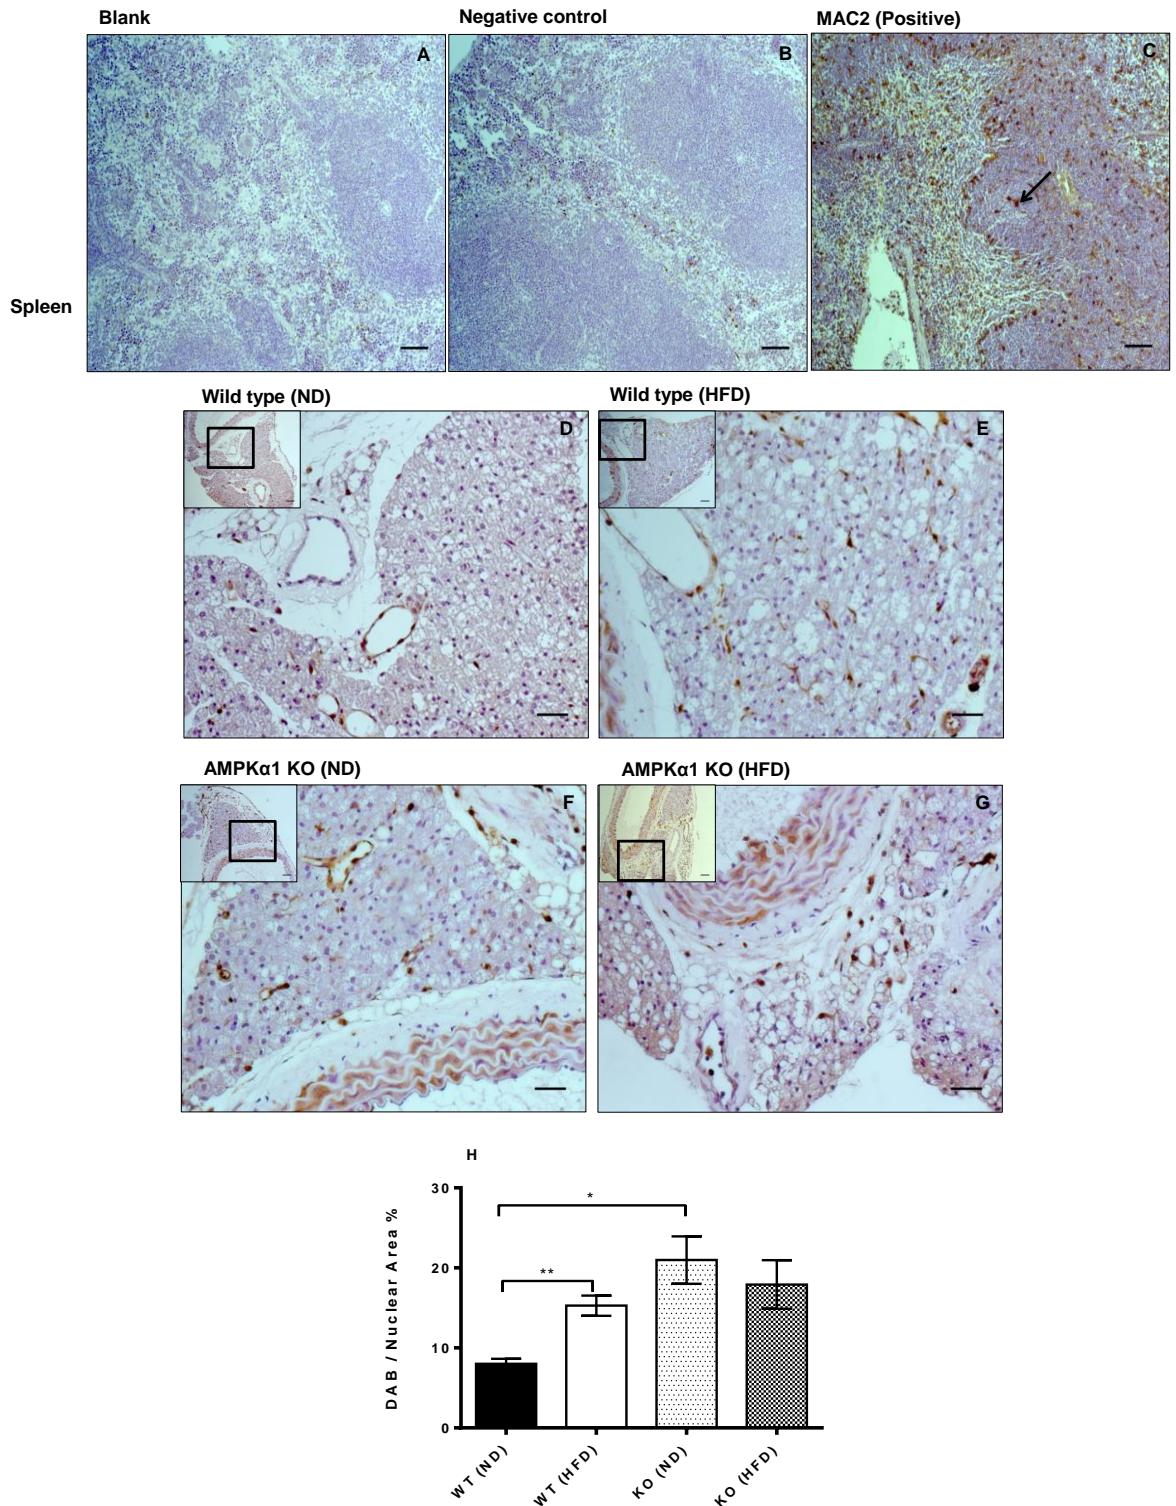 Blank
Negative control
MAC2 (Positive)
A
B
C
Spleen
Wild type (ND)
Wild type (HFD)
D
E
AMPKα1 KO (ND)
AMPKα1 KO (HFD)
F
G
H
DAB / Nuclear Area %
30
20
10
0
*
**
WT (ND)
WT (HFD)
KO (ND)
KO (HFD)